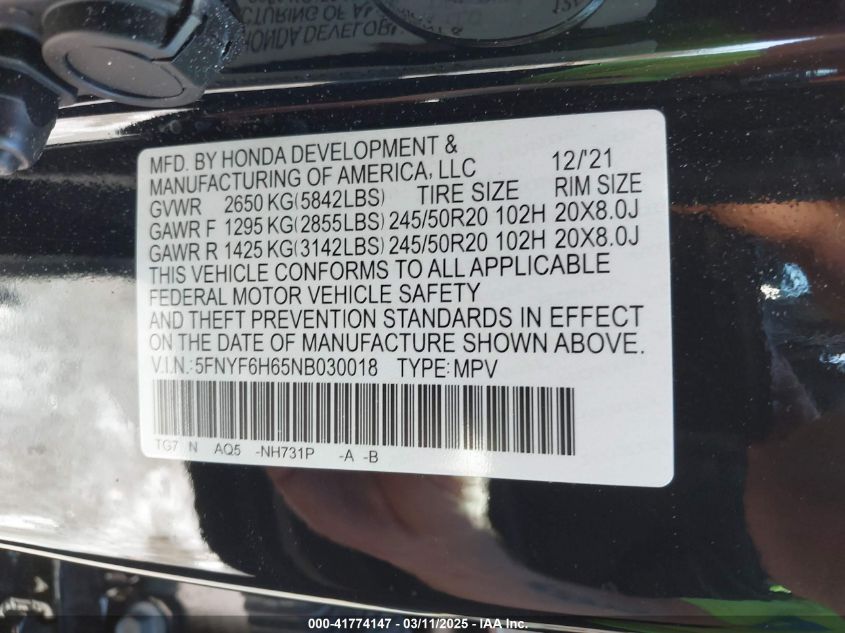 MFD. BY HONDA DEVELOPMENT &
MANUFACTURING OF AMERICA, LLC 12/'21
GVWR 2650 KG(5842LBS) TIRE SIZE RIM SIZE
GAWR F 1295 KG(2855LBS) 245/50R20 102H 20X8.0J
GAWR R 1425 KG(3142LBS) 245/50R20 102H 20X8.0J
THIS VEHICLE CONFORMS TO ALL APPLICABLE
FEDERAL MOTOR VEHICLE SAFETY
AND THEFT PREVENTION STANDARDS IN EFFECT
ON THE DATE OF MANUFACTURE SHOWN ABOVE.
V.I.N.:5FNYF6H65NB030018 TYPE:MPV
TG7 N AQ5 -NH731P -A -B
000-41774147 - 03/11/2025 - IAA, Inc.